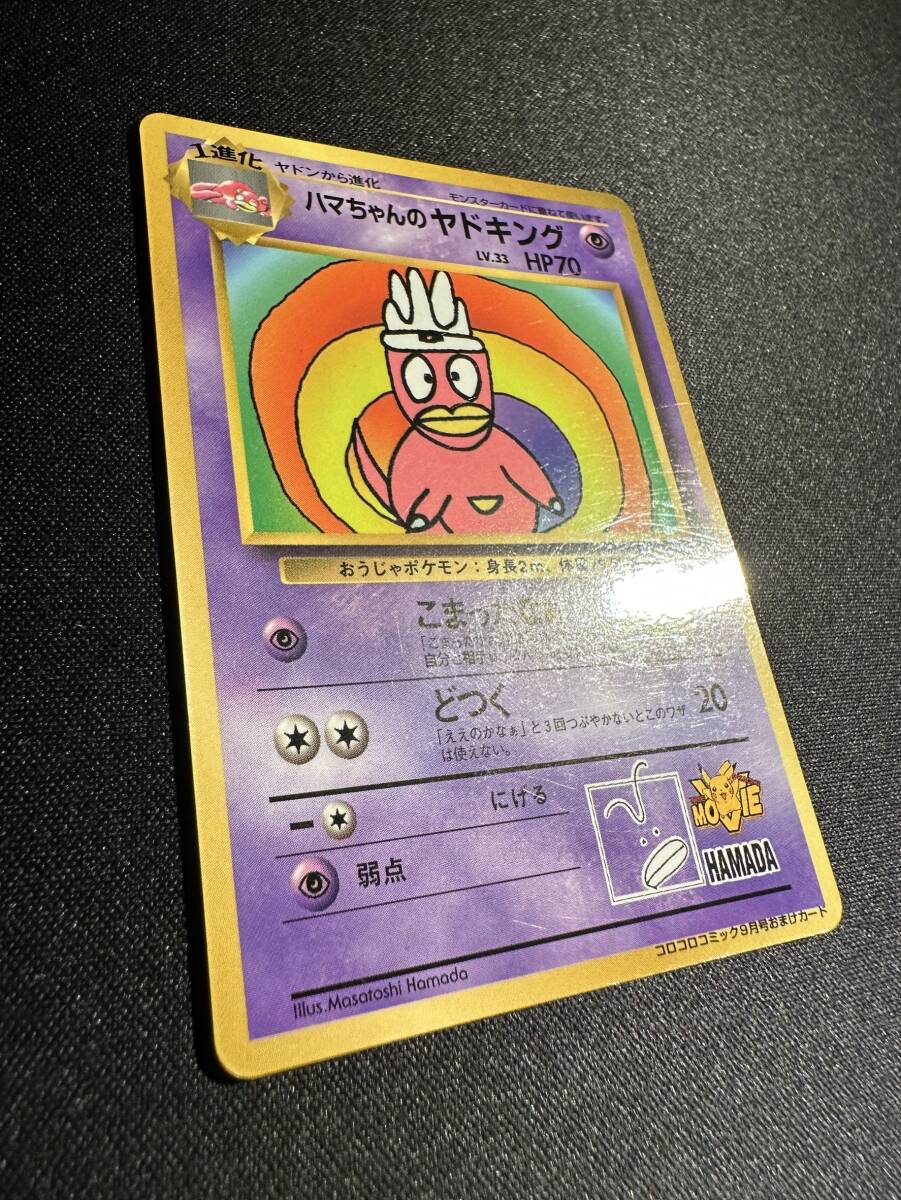 1進化
ヤドンから進化
モンスターカードに重ねて使います。
ハマちゃんのヤドキング
LV.33 HP70
おうじゃポケモン：身長2m、体重
こまっ
自分と相手
どつく 20
「ええのかなぁ」と3回つぶやかないとこのワザ
は使えない。
にげる
弱点
MOVIE
HAMADA
コロコロコミック9月号おまけカード
Illus.Masatoshi Hamada